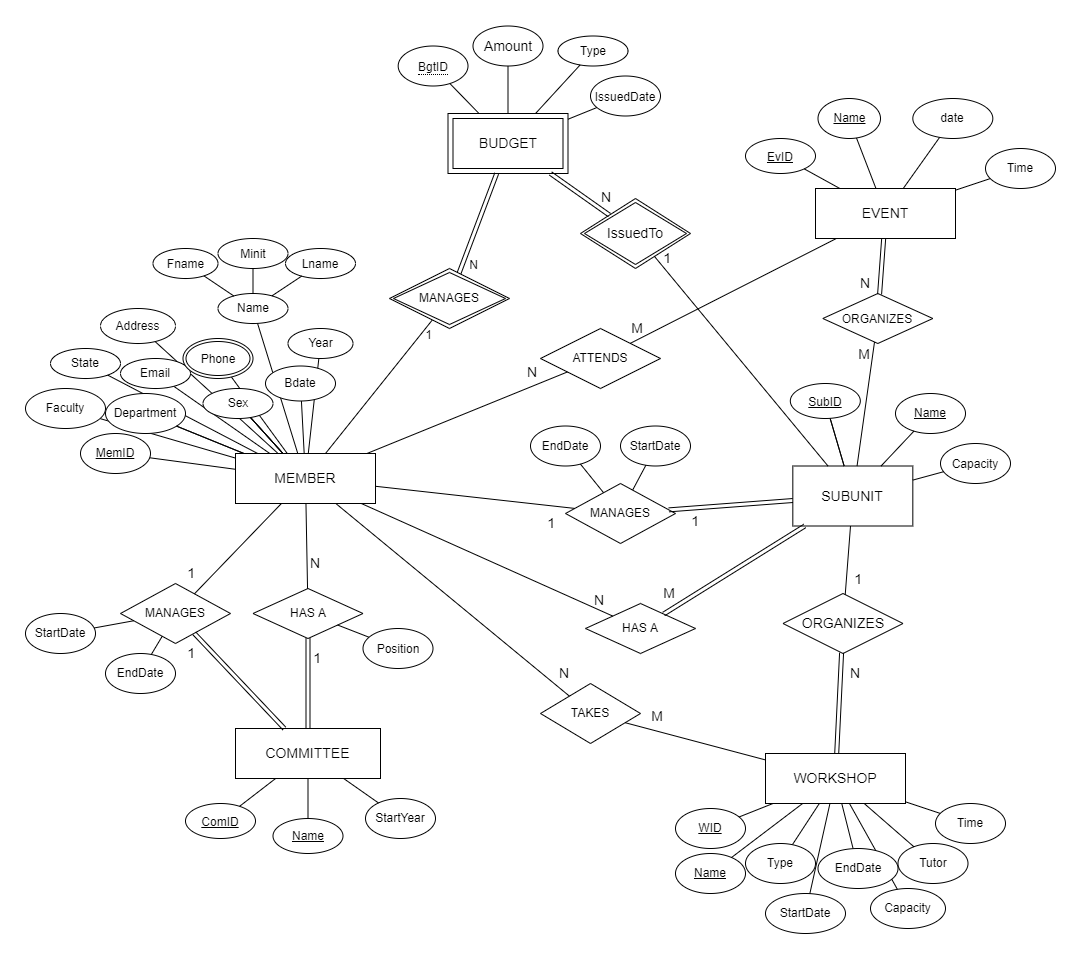 Amount
Type
BgtID
IssuedDate
BUDGET
Name
date
EvID
Time
EVENT
N
IssuedTo
1
N
MANAGES
1
N
ORGANIZES
M
Minit
Fname
Lname
Name
Address
Year
Phone
State
Email
Bdate
Sex
Faculty
Department
MemID
MEMBER
M
ATTENDS
N
SubID
Name
Capacity
SUBUNIT
EndDate
StartDate
MANAGES
1
1
1
MANAGES
1
StartDate
EndDate
N
HAS A
1
Position
M
N
HAS A
1
ORGANIZES
N
N
TAKES
M
COMMITTEE
ComID
Name
StartYear
WORKSHOP
WID
Name
Type
StartDate
EndDate
Capacity
Tutor
Time